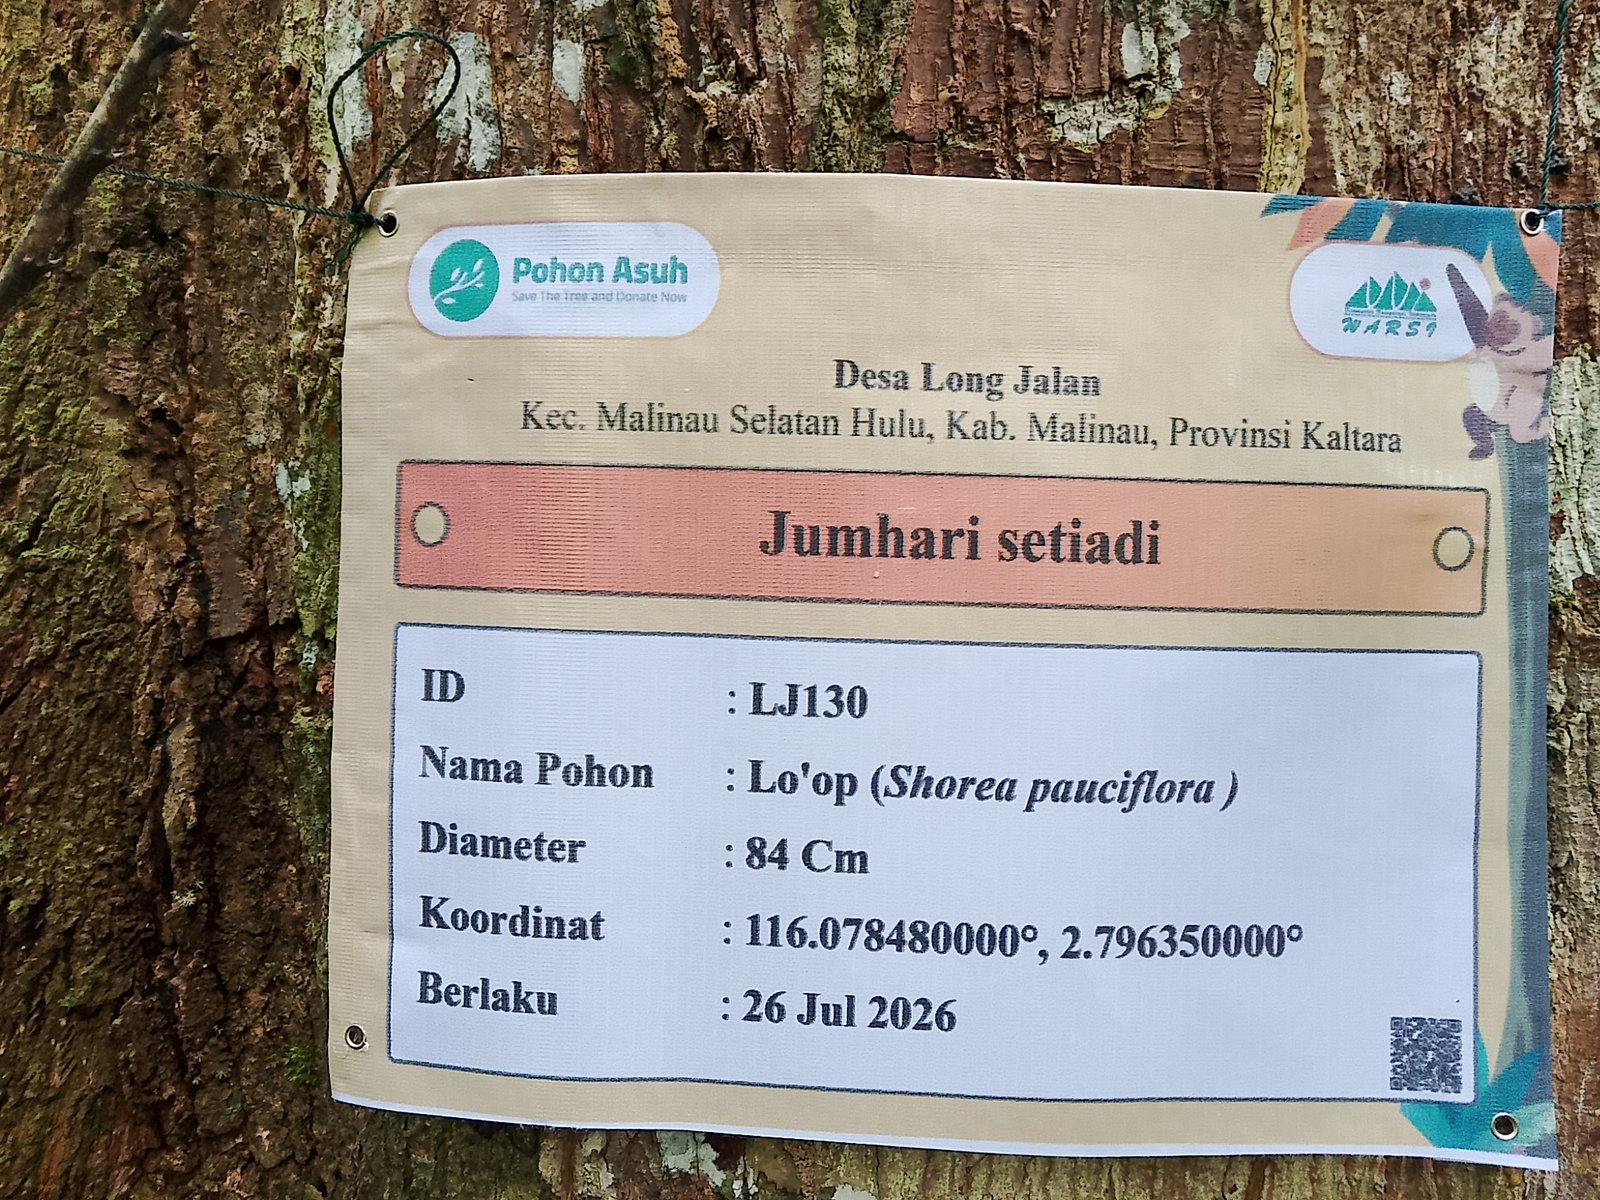 Pohon Asuh
Save The Tree and Donate Now
WARSI
Desa Long Jalan
Kec. Malinau Selatan Hulu, Kab. Malinau, Provinsi Kaltara
Jumhari setiadi
ID : LJ130
Nama Pohon : Lo'op (Shorea pauciflora )
Diameter : 84 Cm
Koordinat : 116.078480000°, 2.796350000°
Berlaku : 26 Jul 2026